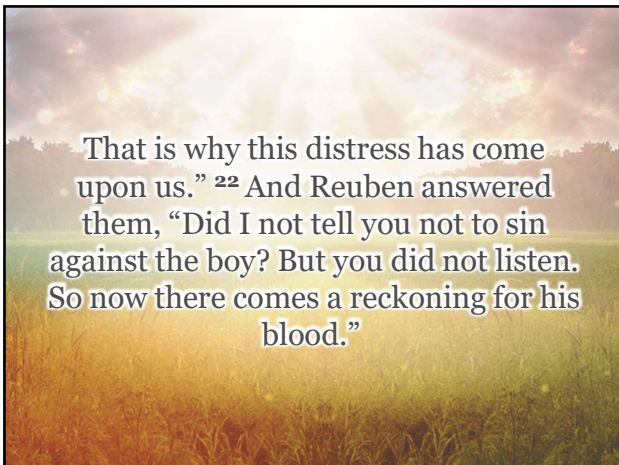 That is why this distress has come
upon us.” 22 And Reuben answered
them, “Did I not tell you not to sin
against the boy? But you did not listen.
So now there comes a reckoning for his
blood.”